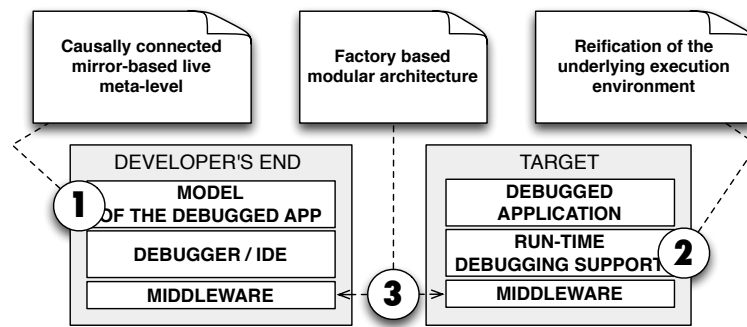 Causally connected
mirror-based live
meta-level
Factory based
modular architecture
Reification of the
underlying execution
environment
DEVELOPER'S END
MODEL
OF THE DEBUGGED APP
DEBUGGER / IDE
MIDDLEWARE
1
TARGET
DEBUGGED
APPLICATION
RUN-TIME
DEBUGGING SUPPORT
MIDDLEWARE
2
3